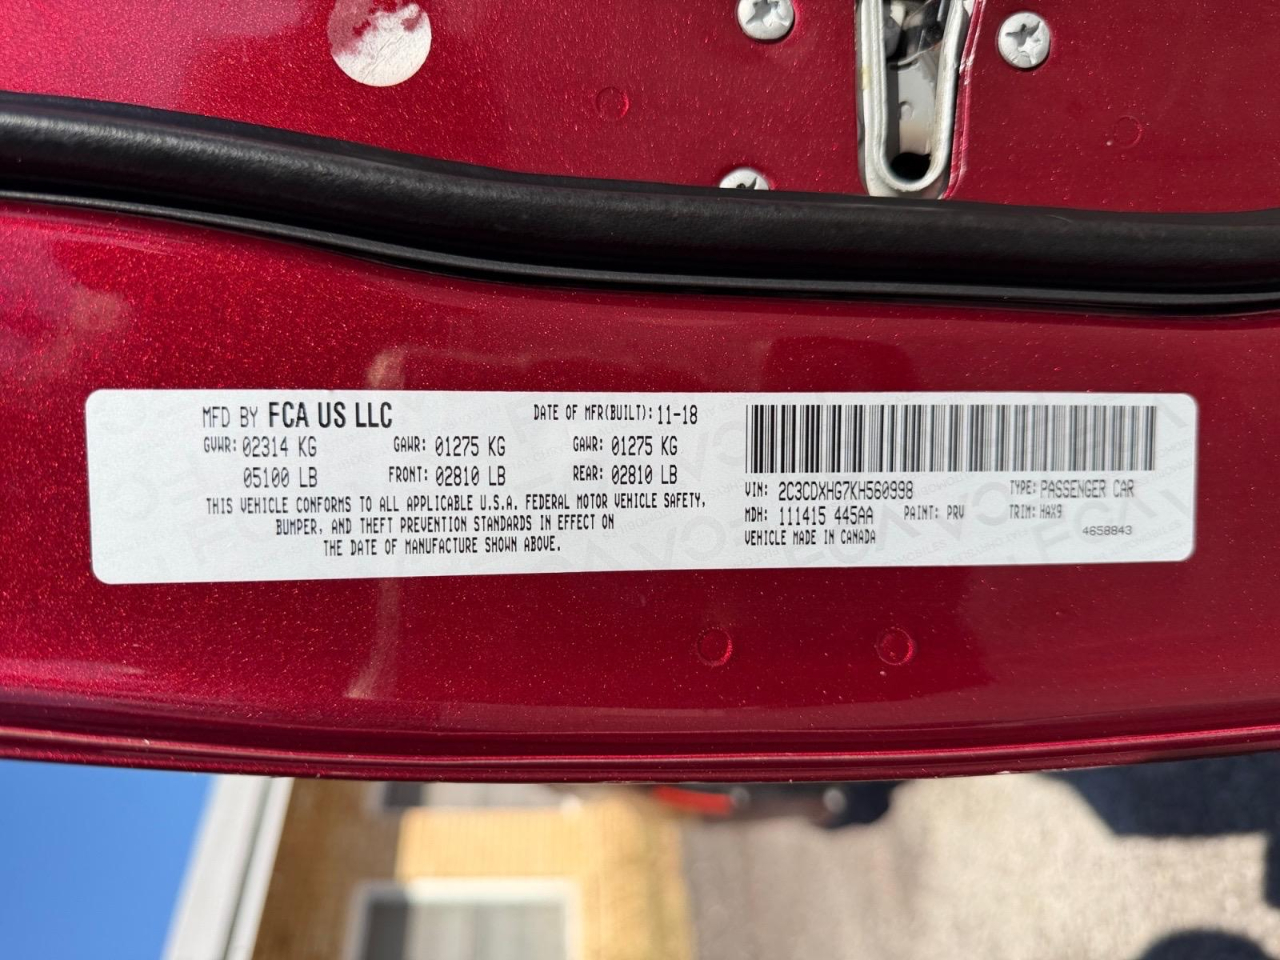 MFD BY FCA US LLC DATE OF MFR(BUILT): 11-18
GVWR: 02314 KG GAWR: 01275 KG GAWR: 01275 KG
05100 LB FRONT: 02810 LB REAR: 02810 LB
THIS VEHICLE CONFORMS TO ALL APPLICABLE U.S.A. FEDERAL MOTOR VEHICLE SAFETY,
BUMPER, AND THEFT PREVENTION STANDARDS IN EFFECT ON
THE DATE OF MANUFACTURE SHOWN ABOVE.
VIN: 2C3CDXHG7KH560998 TYPE: PASSENGER CAR
MDH: 111415 445AA PAINT: PRV TRIM: HAX9
VEHICLE MADE IN CANADA 4658843